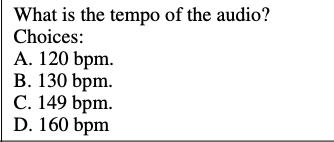 What is the tempo of the audio?
Choices:
A. 120 bpm.
B. 130 bpm.
C. 149 bpm.
D. 160 bpm